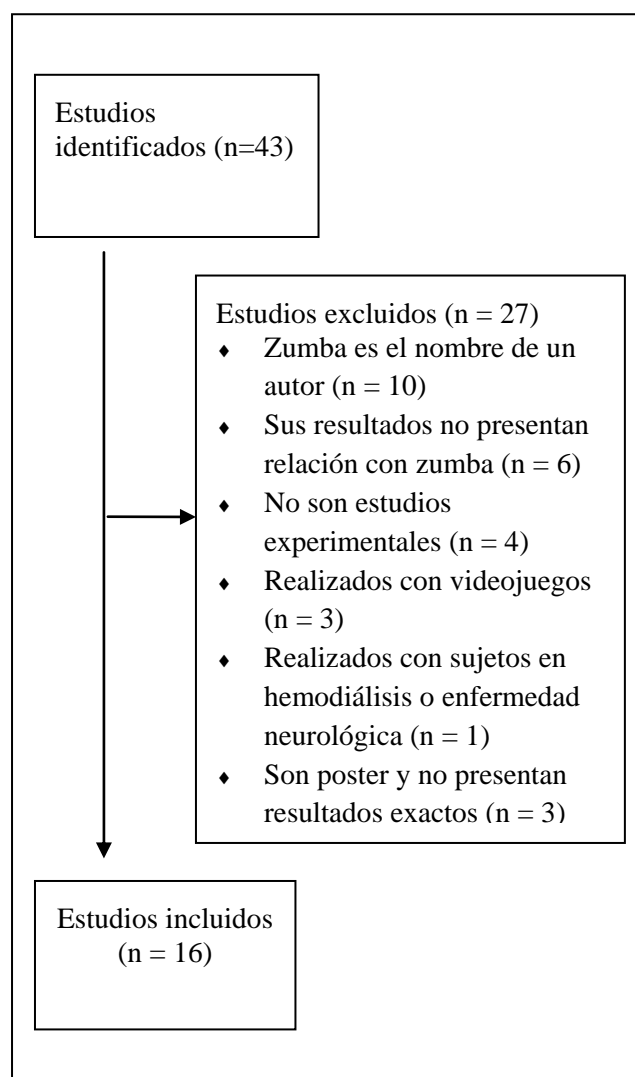 Estudios
identificados (n=43)
Estudios excluidos (n = 27)
♦ Zumba es el nombre de un
autor (n = 10)
♦ Sus resultados no presentan
relación con zumba (n = 6)
♦ No son estudios
experimentales (n = 4)
♦ Realizados con videojuegos
(n = 3)
♦ Realizados con sujetos en
hemodiálisis o enfermedad
neurológica (n = 1)
♦ Son poster y no presentan
resultados exactos (n = 3)
Estudios incluidos
(n = 16)